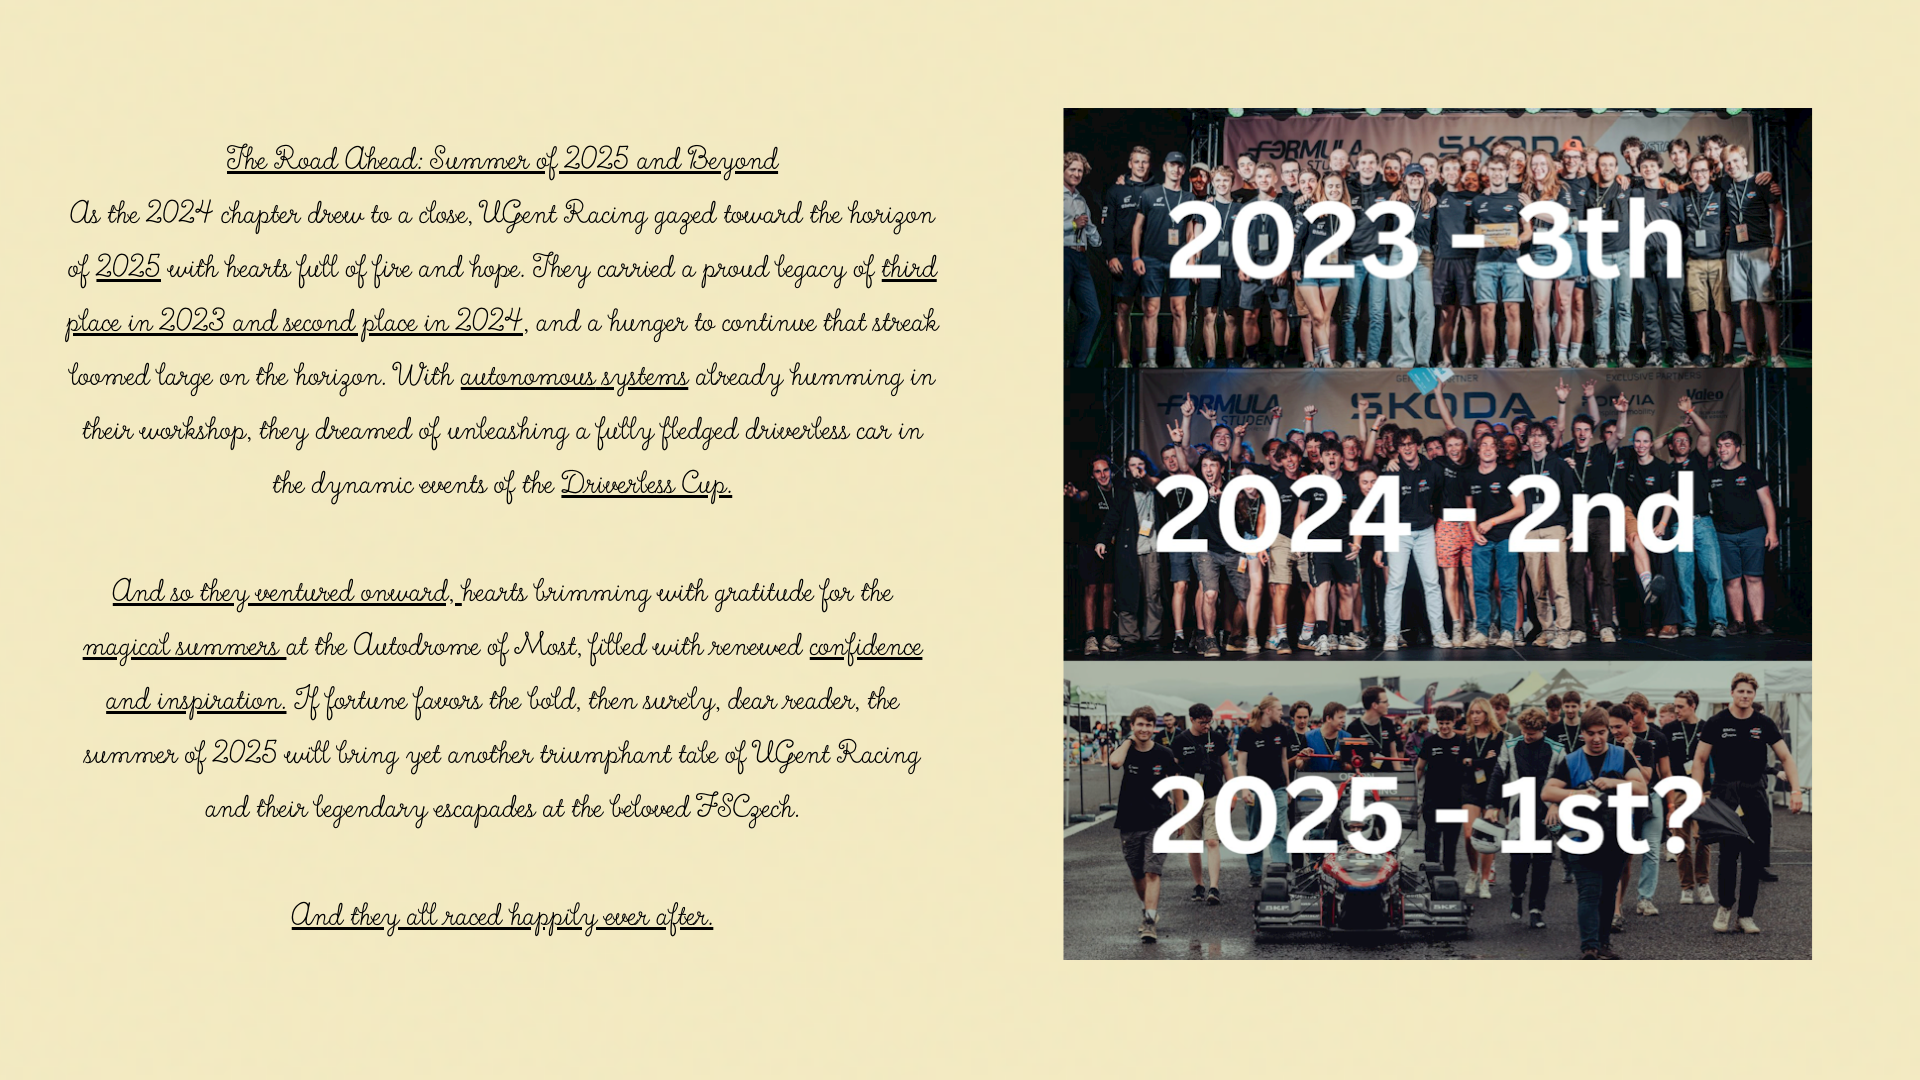 The Road Ahead: Summer of 2025 and Beyond
As the 2024 chapter drew to a close, UGent Racing gazed toward the horizon
of 2025 with hearts full of fire and hope. They carried a proud legacy of third
place in 2023 and second place in 2024, and a hunger to continue that streak
loomed large on the horizon. With autonomous systems already humming in
their workshop, they dreamed of unleashing a fully fledged driverless car in
the dynamic events of the Driverless Cup.
And so they ventured onward, hearts brimming with gratitude for the
magical summers at the Autodrome of Most, filled with renewed confidence
and inspiration. If fortune favors the bold, then surely, dear reader, the
summer of 2025 will bring yet another triumphant tale of UGent Racing
and their legendary escapades at the beloved FSCzech.
And they all raced happily ever after.
FORMULA
ŠKODA
2023 - 3th
EXCLUSIVE PARTNERS
FORMULA
STUDENT
ŠKODA
Valeo
2024 - 2nd
2025 - 1st?